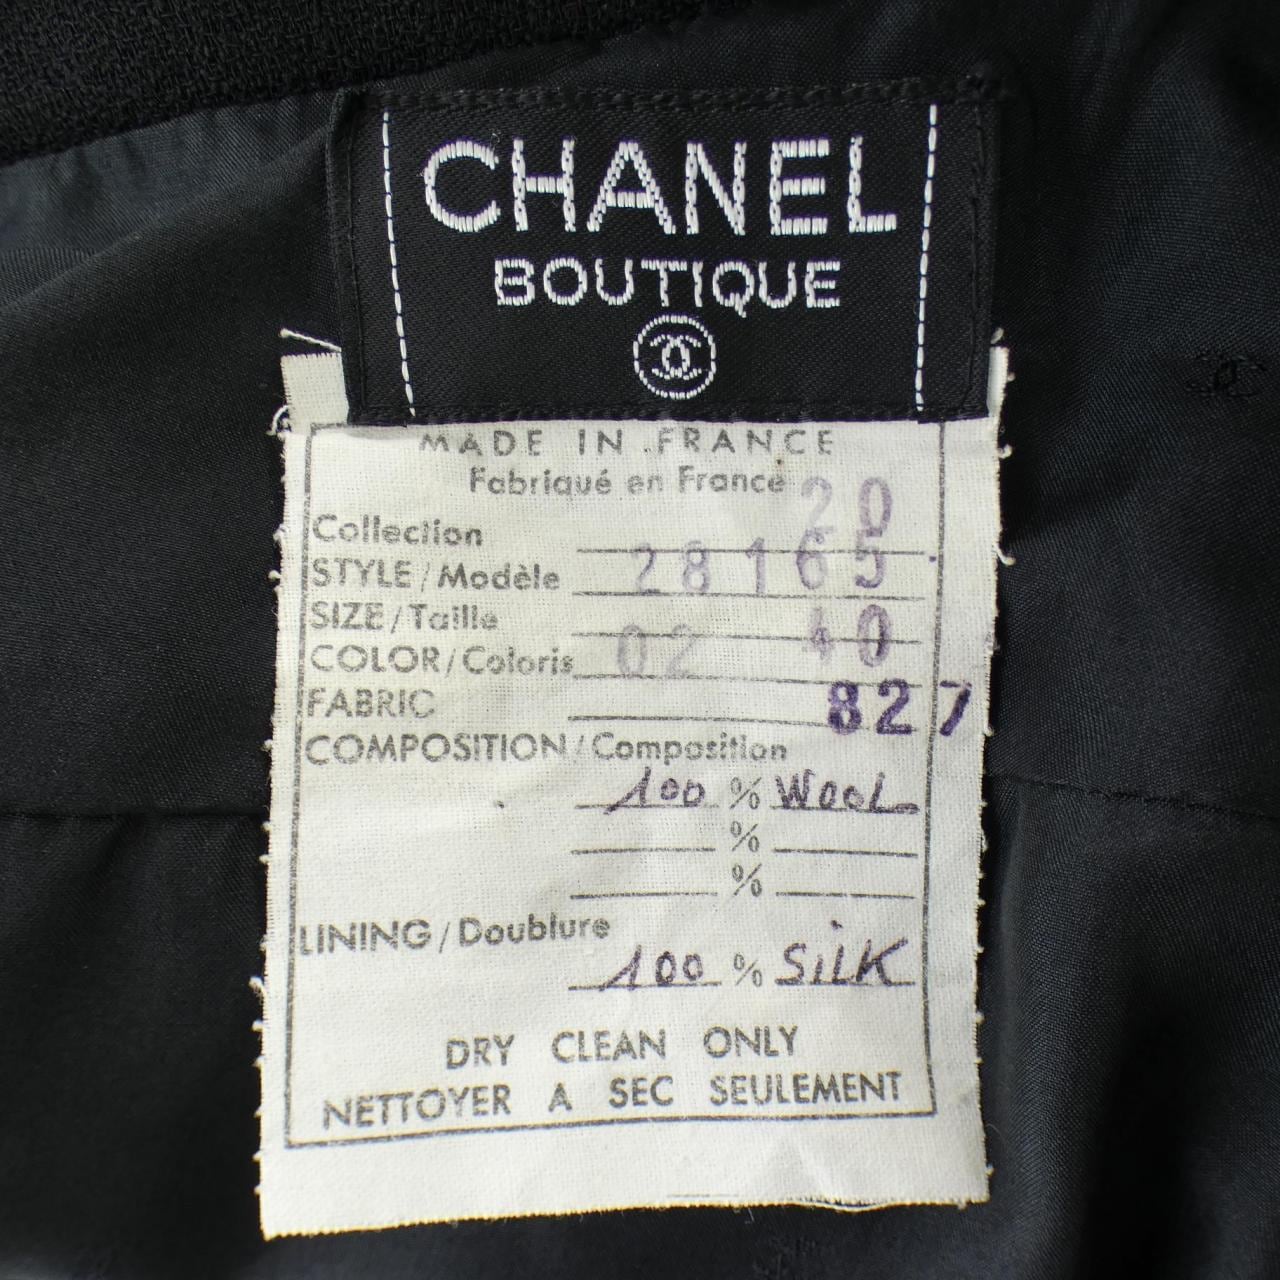 CHANEL
BOUTIQUE
MADE IN FRANCE
Fabriqué en France
Collection 20
STYLE/Modèle 28165
SIZE/Taille 40
COLOR/Coloris 02
FABRIC 827
COMPOSITION/Composition
100 % WOOL
%
%
LINING/Doublure
100 % SILK
DRY CLEAN ONLY
NETTOYER A SEC SEULEMENT